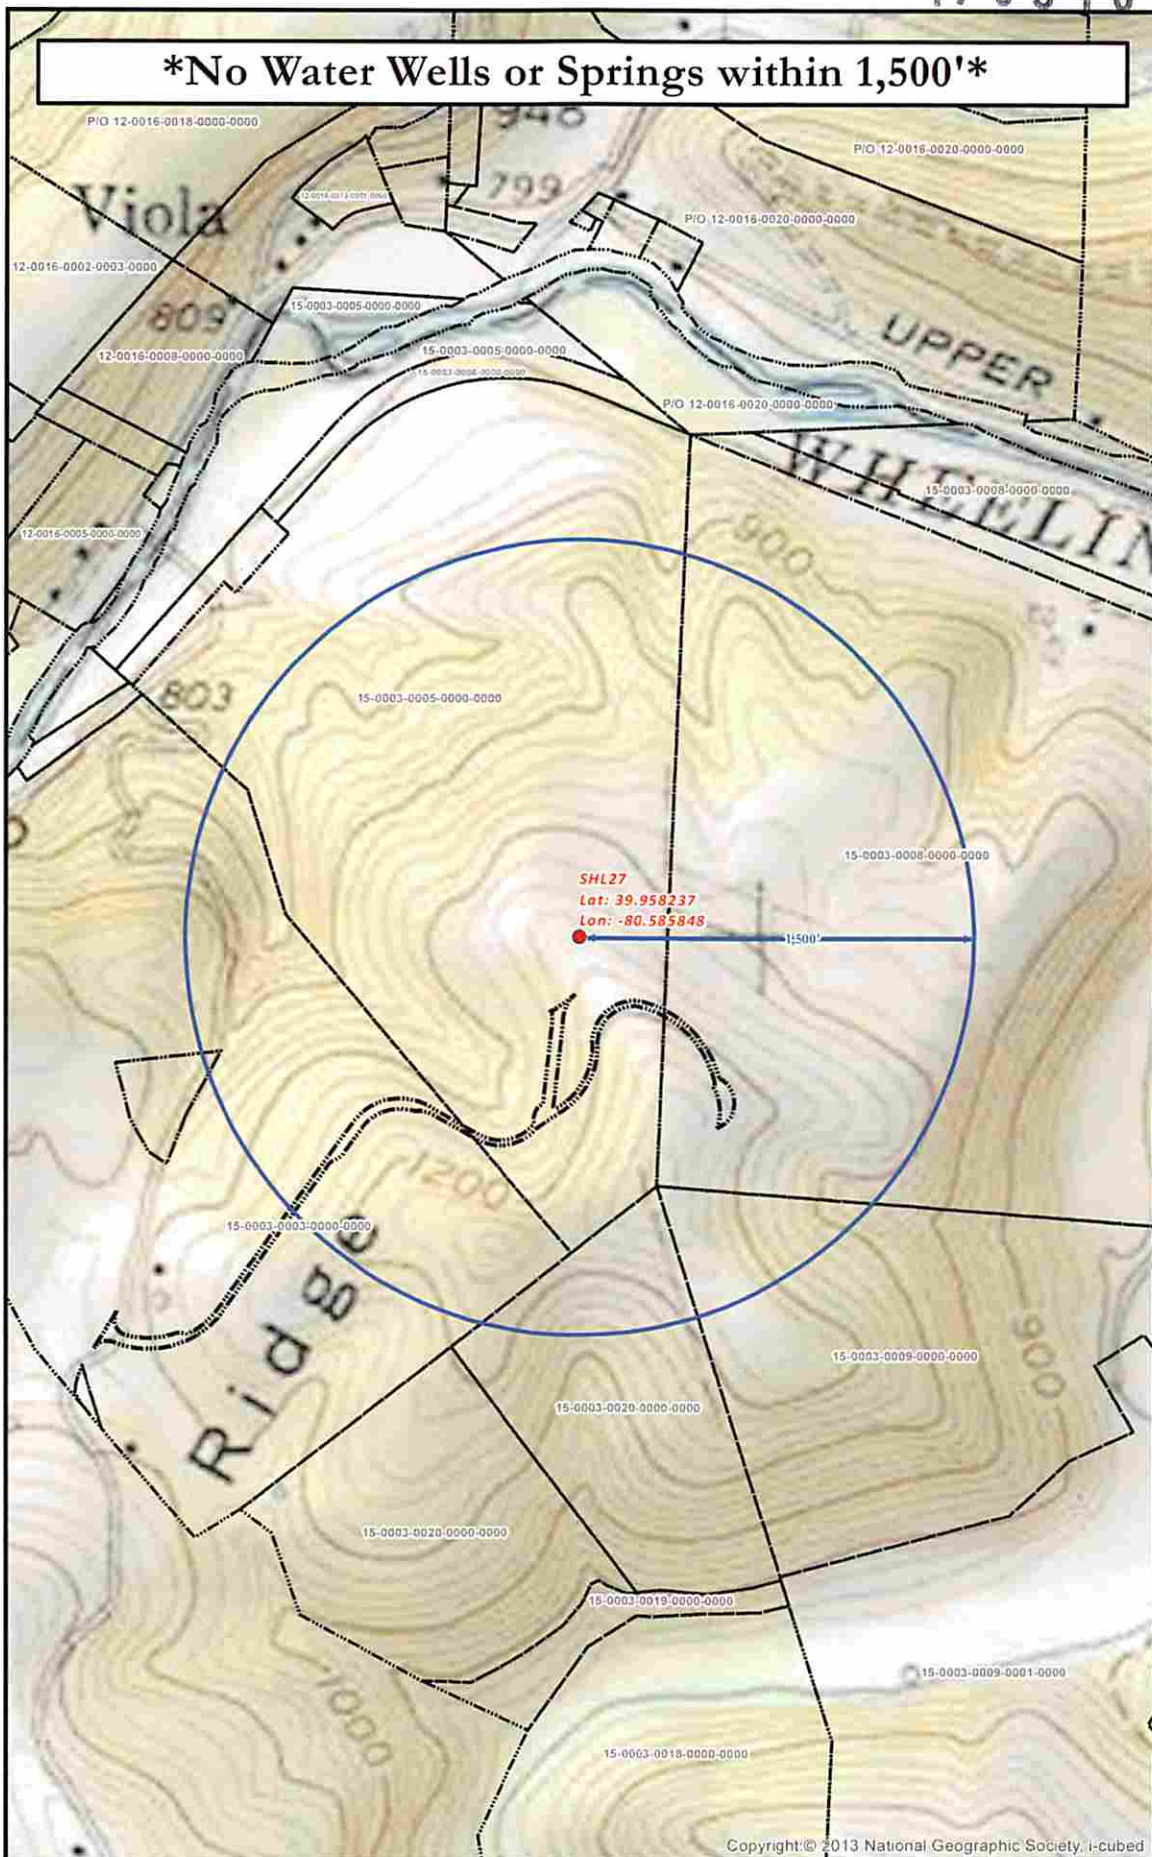 *No Water Wells or Springs within 1,500'*
P/O 12-0016-0018-0000-0000
948
P/O 12-0016-0020-0000-0000
799
Viola
P/O 12-0016-0020-0000-0000
12-0016-0002-0003-0000
15-0003-0005-0000-0000
809
UPPER
12-0016-0008-0000-0000
15-0003-0005-0000-0000
P/O 12-0016-0020-0000-0000
WHEELIN
15-0003-0008-0000-0000
12-0016-0005-0000-0000
900
803
15-0003-0005-0000-0000
15-0003-0008-0000-0000
SHL27
Lat: 39.958237
Lon: -80.585848
1,500'
1200
15-0003-0003-0000-0000
Ridge
900
15-0003-0009-0000-0000
15-0003-0020-0000-0000
15-0003-0020-0000-0000
15-0003-0019-0000-0000
15-0003-0009-0001-0000
1000
15-0003-0018-0000-0000
Copyright:© 2013 National Geographic Society, i-cubed